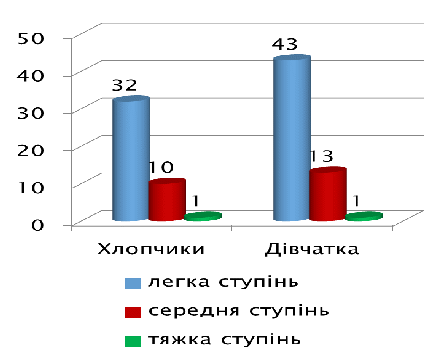 50
40
30
20
10
0
32
10
1
43
13
1
Хлопчики
Дівчатка
легка ступінь
середня ступінь
тяжка ступінь